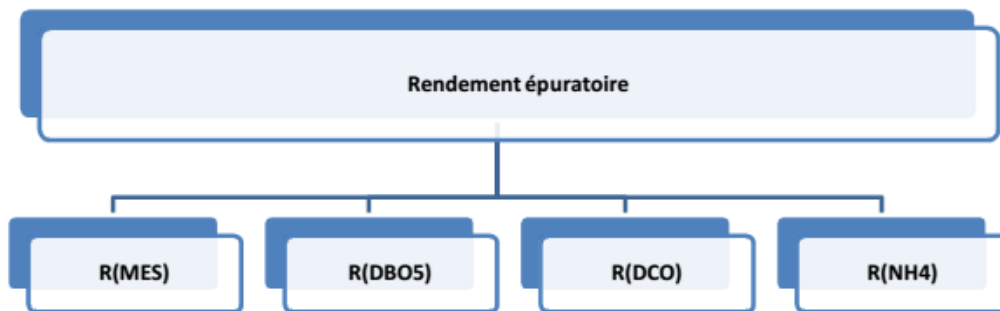 Rendement épuratoire
R(MES)
R(DBO5)
R(DCO)
R(NH4)